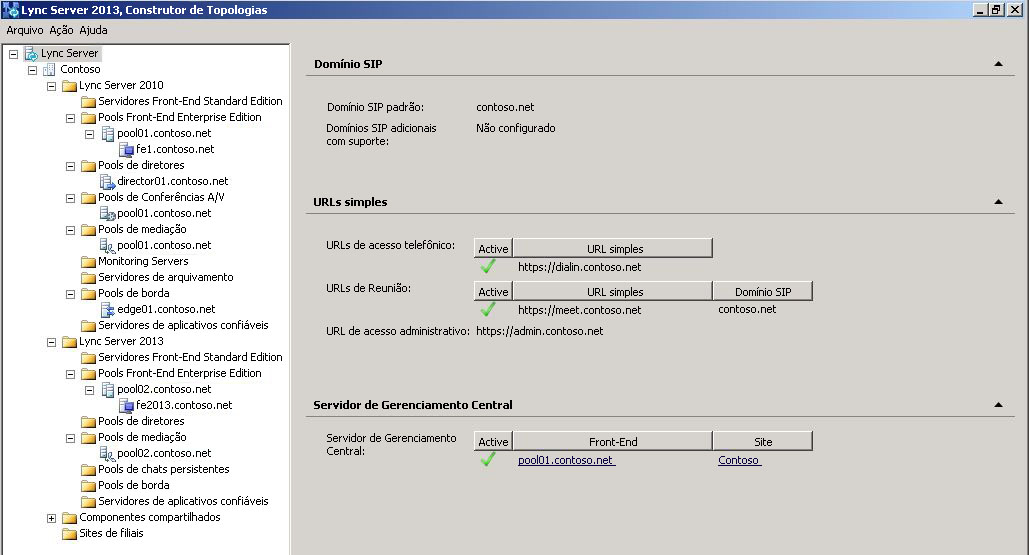 Lync Server 2013, Construtor de Topologias
Arquivo Ação Ajuda
Lync Server
Contoso
Lync Server 2010
Servidores Front-End Standard Edition
Pools Front-End Enterprise Edition
pool01.contoso.net
fe1.contoso.net
Pools de diretores
director01.contoso.net
Pools de Conferências A/V
pool01.contoso.net
Pools de mediação
pool01.contoso.net
Monitoring Servers
Servidores de arquivamento
Pools de borda
edge01.contoso.net
Servidores de aplicativos confiáveis
Lync Server 2013
Servidores Front-End Standard Edition
Pools Front-End Enterprise Edition
pool02.contoso.net
fe2013.contoso.net
Pools de diretores
Pools de mediação
pool02.contoso.net
Pools de chats persistentes
Pools de borda
Servidores de aplicativos confiáveis
Componentes compartilhados
Sites de filiais
Domínio SIP
Domínio SIP padrão: contoso.net
Domínios SIP adicionais Não configurado
com suporte:
URLs simples
URLs de acesso telefônico: Active URL simples
https://dialin.contoso.net
URLs de Reunião: Active URL simples Domínio SIP
https://meet.contoso.net contoso.net
URL de acesso administrativo: https://admin.contoso.net
Servidor de Gerenciamento Central
Servidor de Gerenciamento Active Front-End Site
Central: pool01.contoso.net Contoso